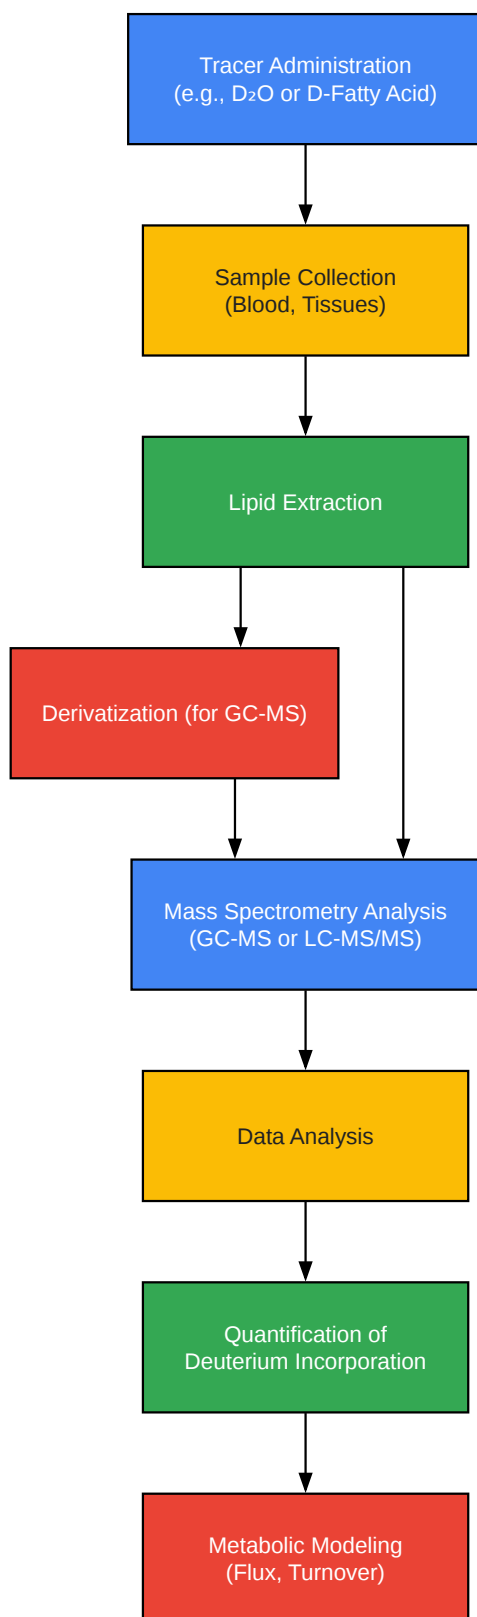 Tracer Administration
(e.g., D₂O or D-Fatty Acid)
Sample Collection
(Blood, Tissues)
Lipid Extraction
Derivatization (for GC-MS)
Mass Spectrometry Analysis
(GC-MS or LC-MS/MS)
Data Analysis
Quantification of
Deuterium Incorporation
Metabolic Modeling
(Flux, Turnover)